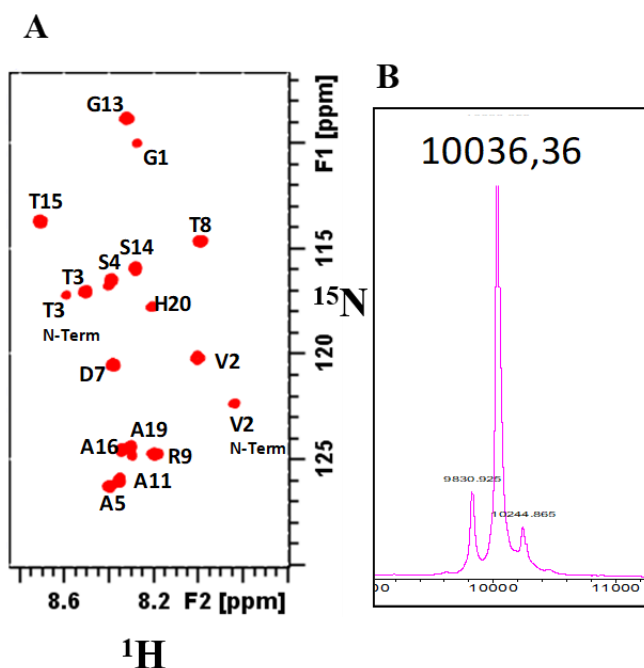 A
G13
G1
T15
T8
S14
S4
T3
T3
N-Term
H20
V2
D7
V2
N-Term
A19
A16
R9
A11
A5
F1 [ppm]
115
120
125
15N
8.6
8.2
F2 [ppm]
1H
B
10036,36
9830.925
10244.865
00
10000
11000